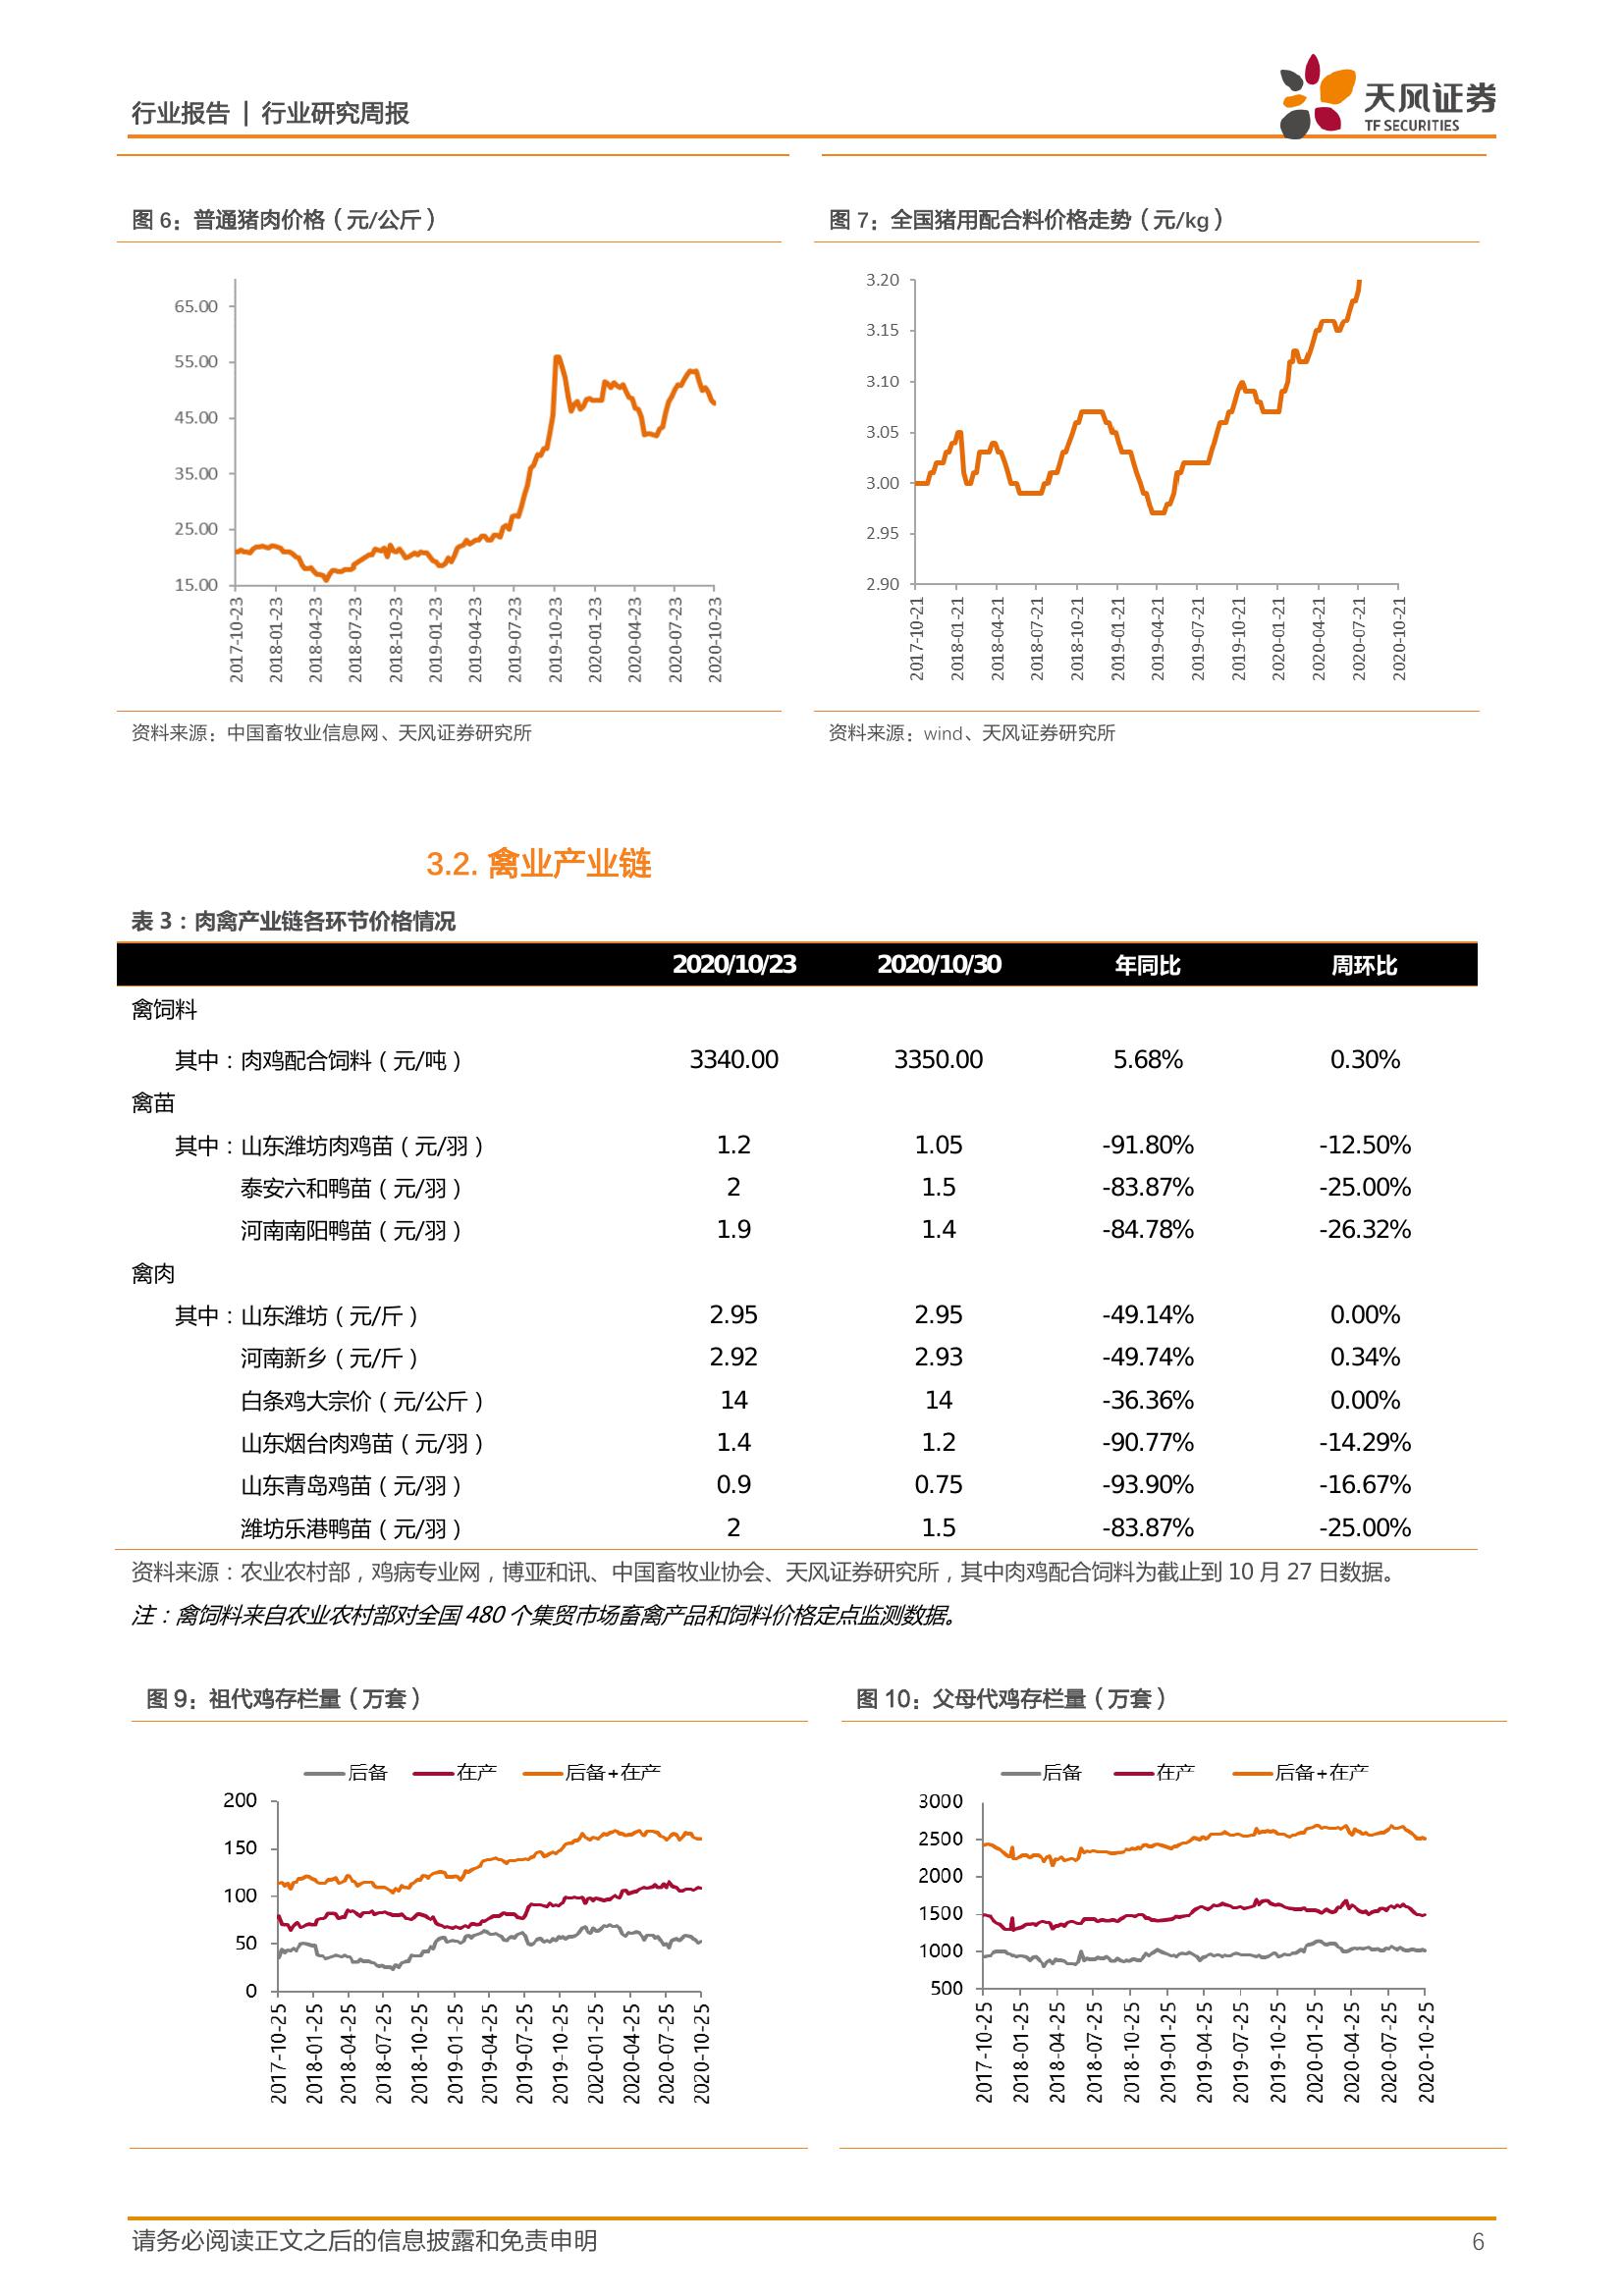 行业报告 | 行业研究周报
天风证券
TF SECURITIES
图 6：普通猪肉价格（元/公斤）
65.00
55.00
45.00
35.00
25.00
15.00
2017-10-23
2018-01-23
2018-04-23
2018-07-23
2018-10-23
2019-01-23
2019-04-23
2019-07-23
2019-10-23
2020-01-23
2020-04-23
2020-07-23
2020-10-23
资料来源：中国畜牧业信息网、天风证券研究所
图 7：全国猪用配合料价格走势（元/kg）
3.20
3.15
3.10
3.05
3.00
2.95
2.90
2017-10-21
2018-01-21
2018-04-21
2018-07-21
2018-10-21
2019-01-21
2019-04-21
2019-07-21
2019-10-21
2020-01-21
2020-04-21
2020-07-21
2020-10-21
资料来源：wind、天风证券研究所
3.2. 禽业产业链
表 3：肉禽产业链各环节价格情况
2020/10/23 2020/10/30 年同比 周环比
禽饲料
其中：肉鸡配合饲料（元/吨） 3340.00 3350.00 5.68% 0.30%
禽苗
其中：山东潍坊肉鸡苗（元/羽） 1.2 1.05 -91.80% -12.50%
泰安六和鸭苗（元/羽） 2 1.5 -83.87% -25.00%
河南南阳鸭苗（元/羽） 1.9 1.4 -84.78% -26.32%
禽肉
其中：山东潍坊（元/斤） 2.95 2.95 -49.14% 0.00%
河南新乡（元/斤） 2.92 2.93 -49.74% 0.34%
白条鸡大宗价（元/公斤） 14 14 -36.36% 0.00%
山东烟台肉鸡苗（元/羽） 1.4 1.2 -90.77% -14.29%
山东青岛鸡苗（元/羽） 0.9 0.75 -93.90% -16.67%
潍坊乐港鸭苗（元/羽） 2 1.5 -83.87% -25.00%
资料来源：农业农村部，鸡病专业网，博亚和讯、中国畜牧业协会、天风证券研究所，其中肉鸡配合饲料为截止到 10 月 27 日数据。
注：禽饲料来自农业农村部对全国 480 个集贸市场畜禽产品和饲料价格定点监测数据。
图 9：祖代鸡存栏量（万套）
后备 在产 后备+在产
200
150
100
50
0
2017-10-25
2018-01-25
2018-04-25
2018-07-25
2018-10-25
2019-01-25
2019-04-25
2019-07-25
2019-10-25
2020-01-25
2020-04-25
2020-07-25
2020-10-25
图 10：父母代鸡存栏量（万套）
后备 在产 后备+在产
3000
2500
2000
1500
1000
500
2017-10-25
2018-01-25
2018-04-25
2018-07-25
2018-10-25
2019-01-25
2019-04-25
2019-07-25
2019-10-25
2020-01-25
2020-04-25
2020-07-25
2020-10-25
请务必阅读正文之后的信息披露和免责申明 6